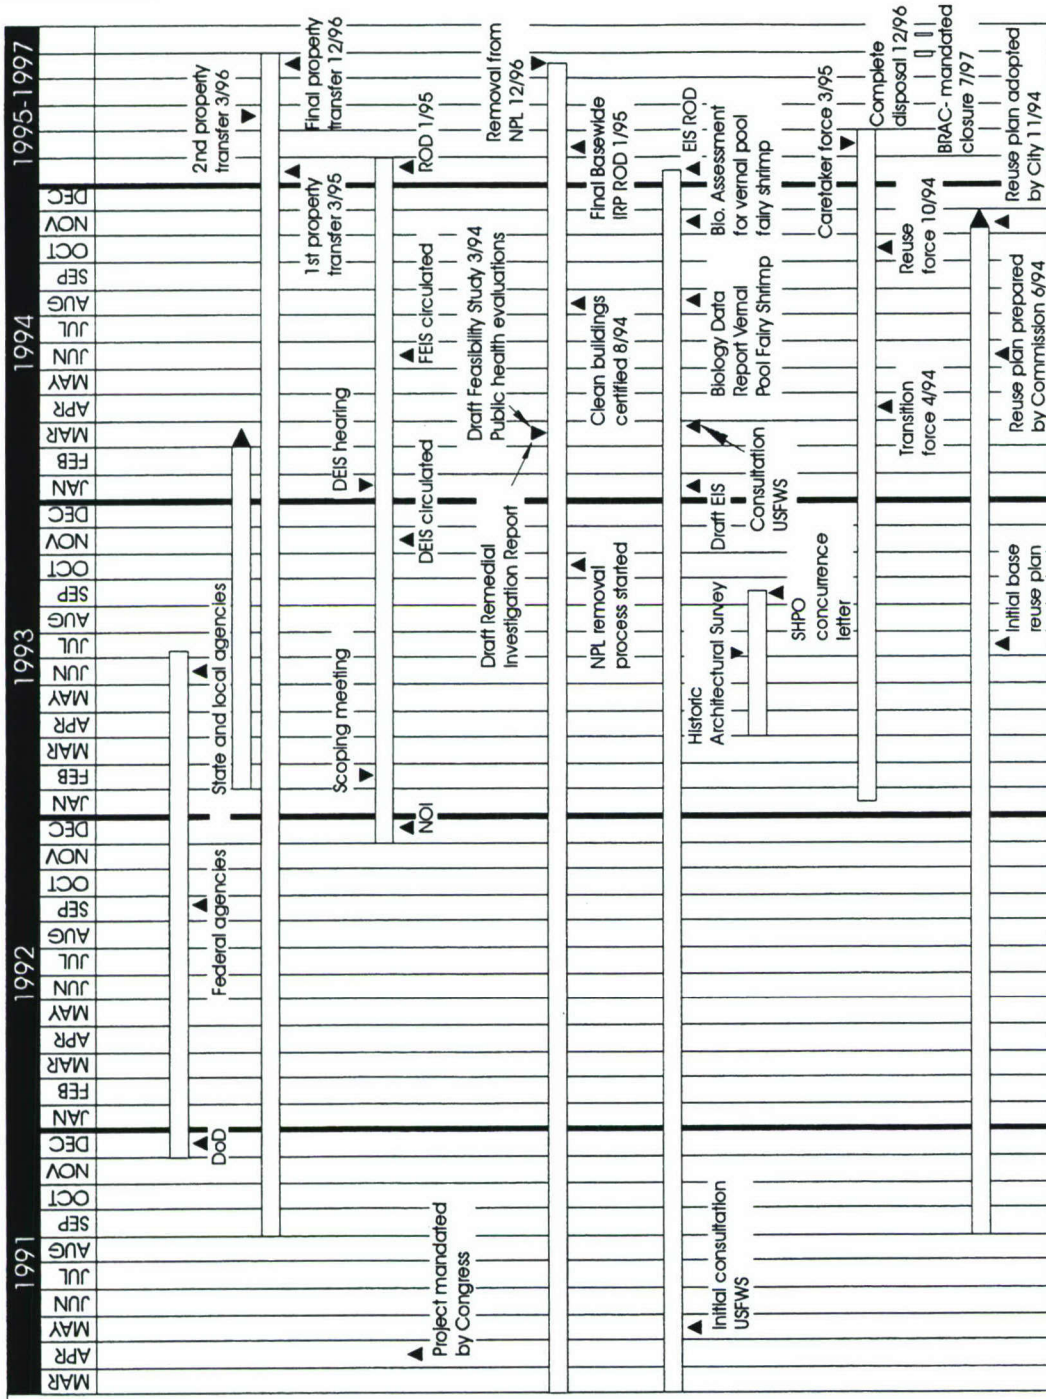 1991
1992
1993
1994
1995-1997
MAR
APR
MAY
JUN
JUL
AUG
SEP
OCT
NOV
DEC
JAN
FEB
MAR
APR
MAY
JUN
JUL
AUG
SEP
OCT
NOV
DEC
JAN
FEB
MAR
APR
MAY
JUN
JUL
AUG
SEP
OCT
NOV
DEC
JAN
FEB
MAR
APR
MAY
JUN
JUL
AUG
SEP
OCT
NOV
DEC
DoD
Federal agencies
State and local agencies
1st property
transfer 3/95
2nd property
transfer 3/96
Final property
transfer 12/96
Project mandated
by Congress
NOI
Scoping meeting
DEIS circulated
DEIS hearing
FEIS circulated
ROD 1/95
Draft Remedial
Investigation Report
Draft Feasibility Study 3/94
Public health evaluations
Removal from
NPL 12/96
NPL removal
process started
Clean buildings
certified 8/94
Final Basewide
IRP ROD 1/95
Initial consultation
USFWS
Draft EIS
Consultation
USFWS
Biology Data
Report Vernal
Pool Fairy Shrimp
Bio. Assessment
for vernal pool
fairy shrimp
EIS ROD
Historic
Architectural Survey
SHPO
concurrence
letter
Caretaker force 3/95
Transition
force 4/94
Reuse
force 10/94
Complete
disposal 12/96
BRAC- mandated
closure 7/97
Initial base
reuse plan
Reuse plan prepared
by Commission 6/94
Reuse plan adopted
by City 11/94